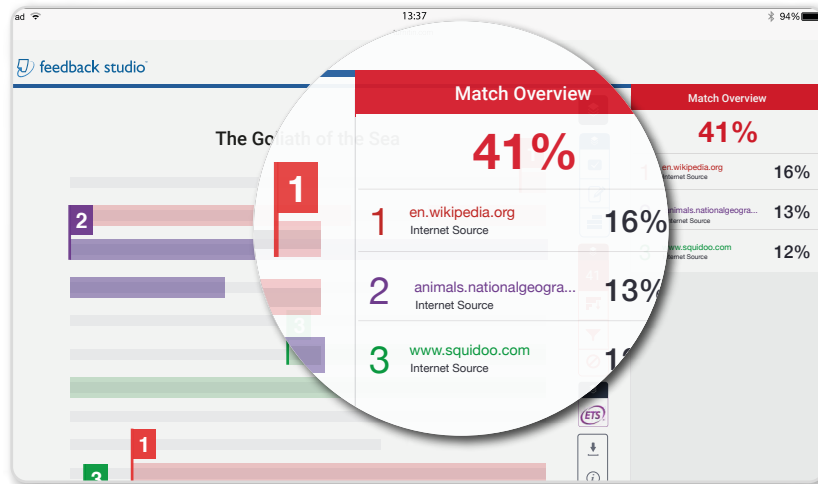 ad 13:37 94%
feedback studio
Match Overview
41%
1 en.wikipedia.org 16%
Internet Source
2 animals.nationalgeogra... 13%
Internet Source
3 www.squidoo.com
Internet Source
The Goliath of the Sea
1
2
3
1
3
41
ETS
Match Overview
41%
1 en.wikipedia.org 16%
Internet Source
animals.nationalgeogra... 13%
Internet Source
3 www.squidoo.com 12%
Internet Source